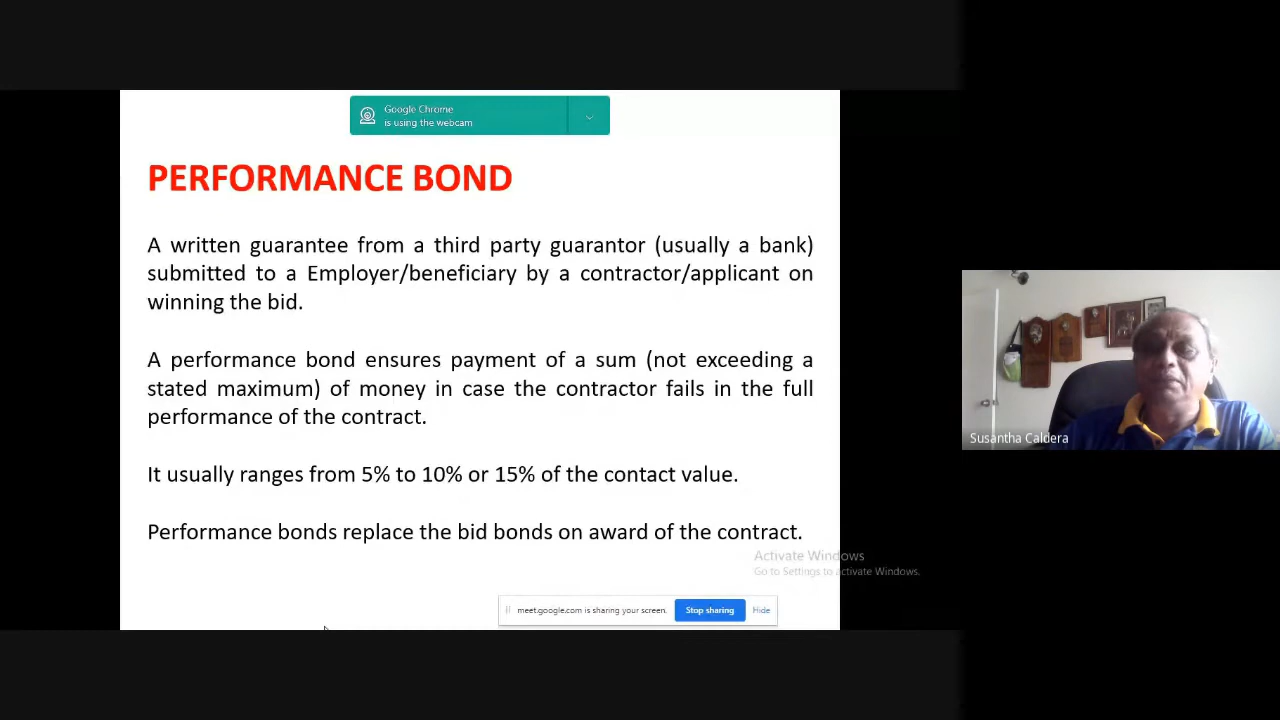 Google Chrome
is using the webcam
PERFORMANCE BOND
A written guarantee from a third party guarantor (usually a bank)
submitted to a Employer/beneficiary by a contractor/applicant on
winning the bid.
A performance bond ensures payment of a sum (not exceeding a
stated maximum) of money in case the contractor fails in the full
performance of the contract.
It usually ranges from 5% to 10% or 15% of the contact value.
Performance bonds replace the bid bonds on award of the contract.
Activate Windows
Go to Settings to activate Windows.
meet.google.com is sharing your screen.
Stop sharing
Hide
Susantha Caldera